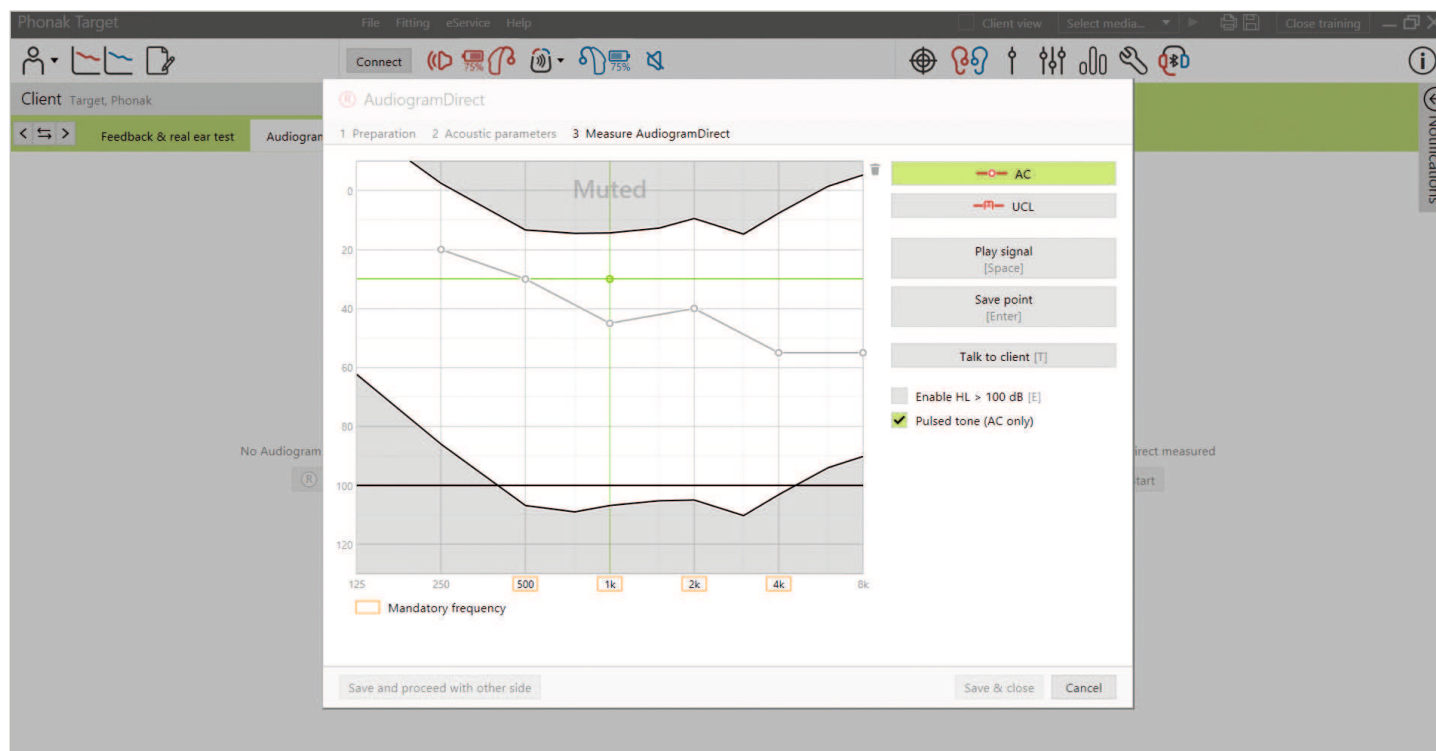 Phonak Target
File Fitting eService Help
Client view Select media... Close training
Connect 75% 75%
Client Target, Phonak
Feedback & real ear test Audiogram
Notifications
R AudiogramDirect
1 Preparation 2 Acoustic parameters 3 Measure AudiogramDirect
Muted
0
20
40
60
80
100
120
125 250 500 1k 2k 4k 8k
Mandatory frequency
AC
UCL
Play signal
[Space]
Save point
[Enter]
Talk to client [T]
Enable HL > 100 dB [E]
Pulsed tone (AC only)
No Audiogram
irect measured
R
tart
Save and proceed with other side Save & close Cancel